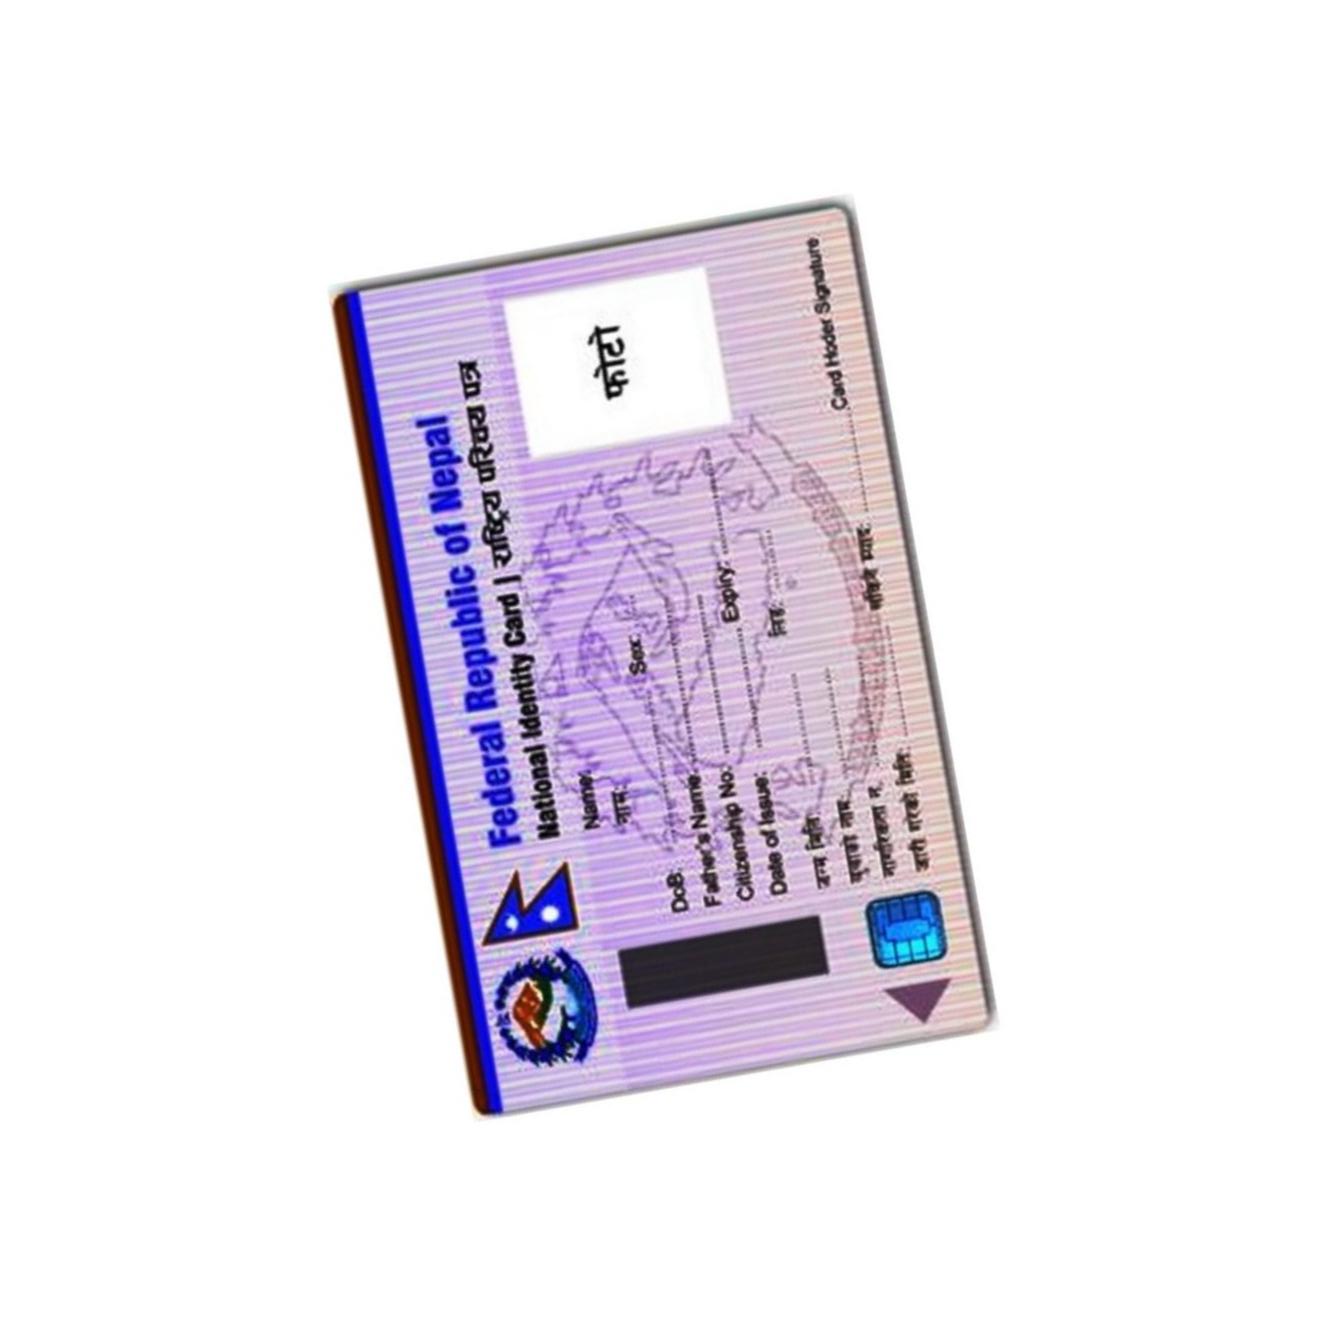 Federal Republic of Nepal
National Identity Card | राष्ट्रिय परिचय पत्र
फोटो
Name:
नाम:
Sex:
DoB:
Father's Name:
Citizenship No:
Expiry:
Date of Issue:
लिङ्ग:
जन्म मिति:
बुवाको नाम:
नागरिकता नं.
जारी गरेको मिति:
Card Hoder Signature